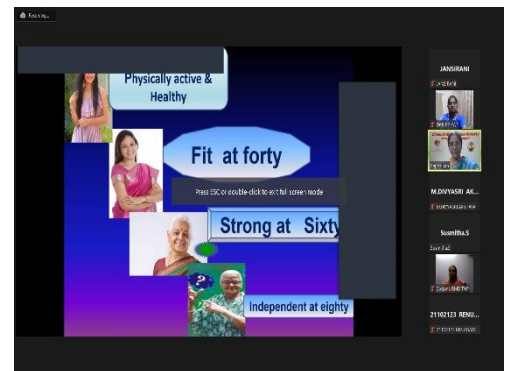 Physically active &
Healthy
Fit at forty
Press ESC or double-click to exit full screen mode
Strong at Sixty
Independent at eighty
JANSIRANI
M.DIVYASRI AK...
Susmitha.S
21102123 REMU...